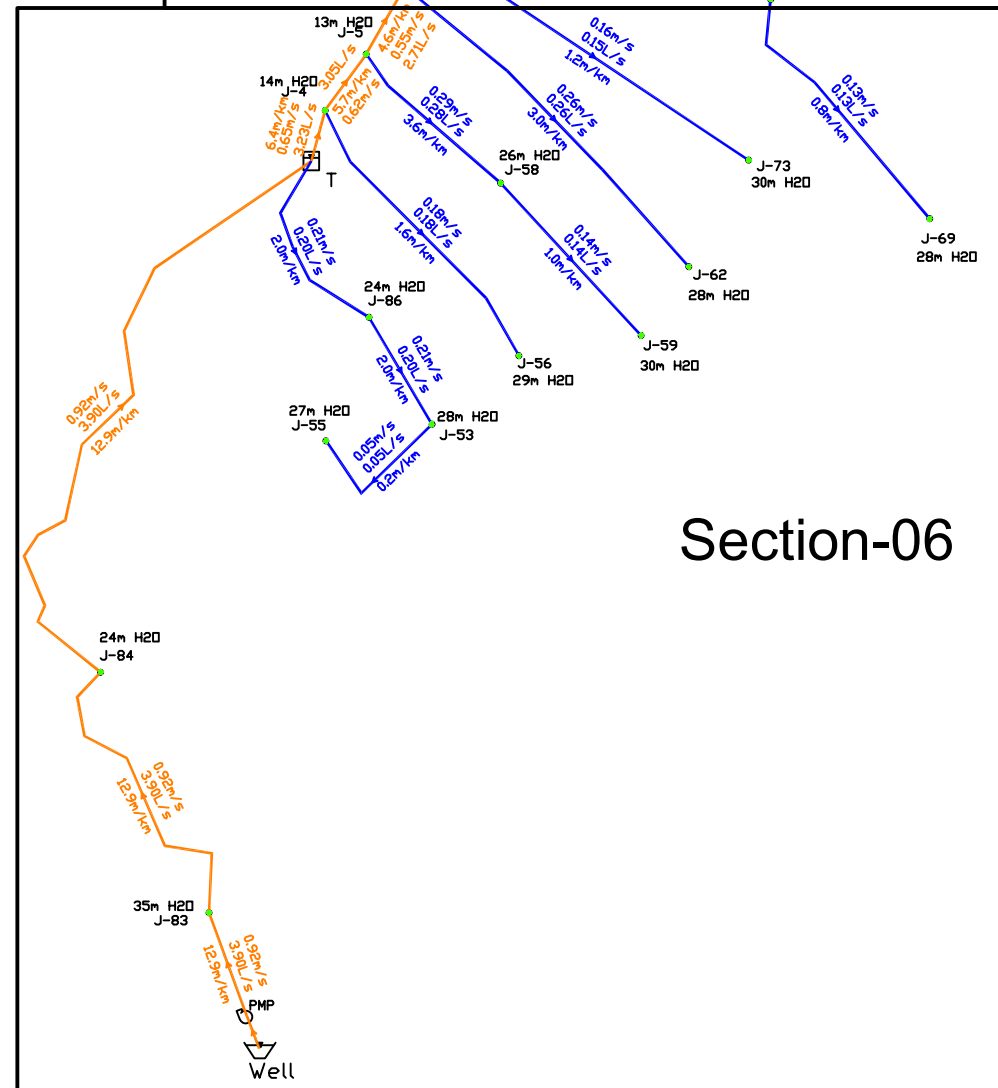 13m H2O
J-5
4.6m/km
0.55m/s
2.71L/s
0.16m/s
0.15L/s
1.2m/km
0.13m/s
0.13L/s
0.8m/km
14m H2O
J-4
3.05L/s
5.7m/km
0.62m/s
6.4m/km
0.65m/s
3.23L/s
T
0.29m/s
0.28L/s
3.6m/km
0.26m/s
0.26L/s
3.0m/km
26m H2O
J-58
J-73
30m H2O
0.21m/s
0.20L/s
2.0m/km
0.18m/s
0.18L/s
1.6m/km
0.14m/s
0.14L/s
1.0m/km
J-69
28m H2O
J-62
28m H2O
24m H2O
J-86
J-59
30m H2O
J-56
29m H2O
0.21m/s
0.20L/s
2.0m/km
0.92m/s
3.90L/s
12.9m/km
27m H2O
J-55
28m H2O
J-53
0.05m/s
0.05L/s
0.2m/km
Section-06
24m H2O
J-84
0.92m/s
3.90L/s
12.9m/km
35m H2O
J-83
0.92m/s
3.90L/s
12.9m/km
PMP
Well